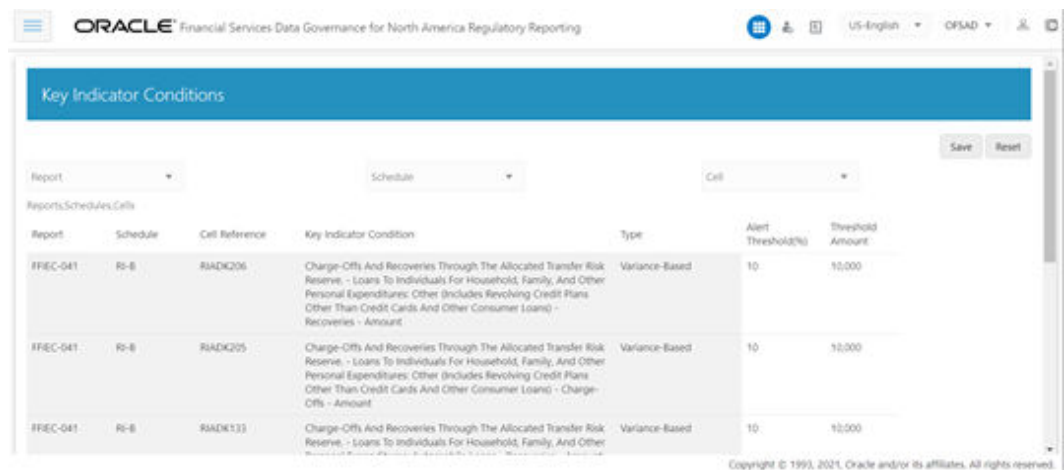 ORACLE® Financial Services Data Governance for North America Regulatory Reporting US-English OFSAD
Key Indicator Conditions
Save Reset
Report Schedule Cell
Reports,Schedules,Cells
Report Schedule Cell Reference Key Indicator Condition Type Alert Threshold(%) Threshold Amount
FFIEC-041 RI-B RIADK206 Charge-Offs And Recoveries Through The Allocated Transfer Risk Variance-Based 10 10,000
Reserve. - Loans To Individuals For Household, Family, And Other
Personal Expenditures: Other (Includes Revolving Credit Plans
Other Than Credit Cards And Other Consumer Loans) -
Recoveries - Amount
FFIEC-041 RI-B RIADK205 Charge-Offs And Recoveries Through The Allocated Transfer Risk Variance-Based 10 10,000
Reserve. - Loans To Individuals For Household, Family, And Other
Personal Expenditures: Other (Includes Revolving Credit Plans
Other Than Credit Cards And Other Consumer Loans) - Charge-
Offs - Amount
FFIEC-041 RI-B RIADK133 Charge-Offs And Recoveries Through The Allocated Transfer Risk Variance-Based 10 10,000
Reserve. - Loans To Individuals For Household, Family, And Other
Copyright © 1993, 2021, Oracle and/or its affiliates. All rights reserved.